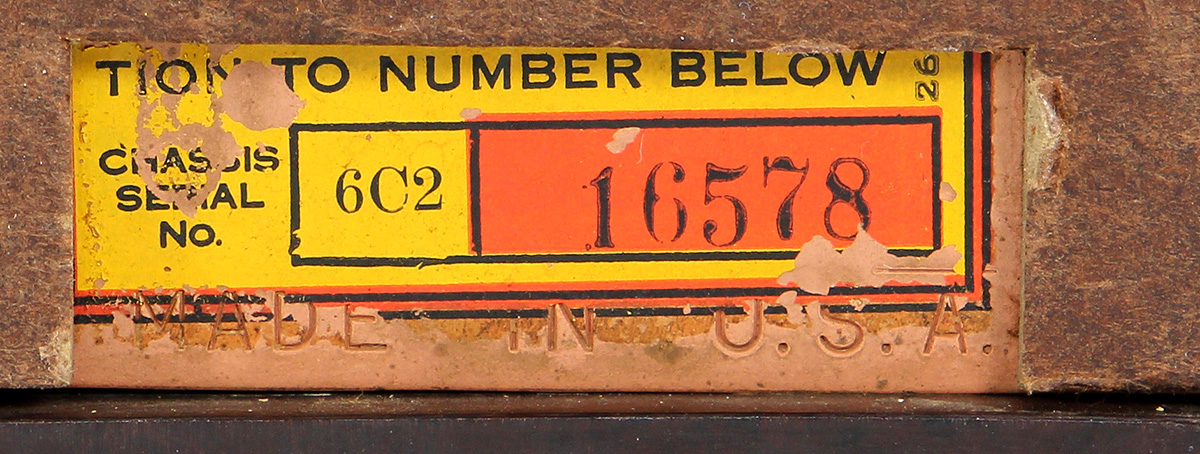 TION TO NUMBER BELOW
26
CHASSIS
SERIAL
No.
6C2 16578
MADE IN U.S.A.